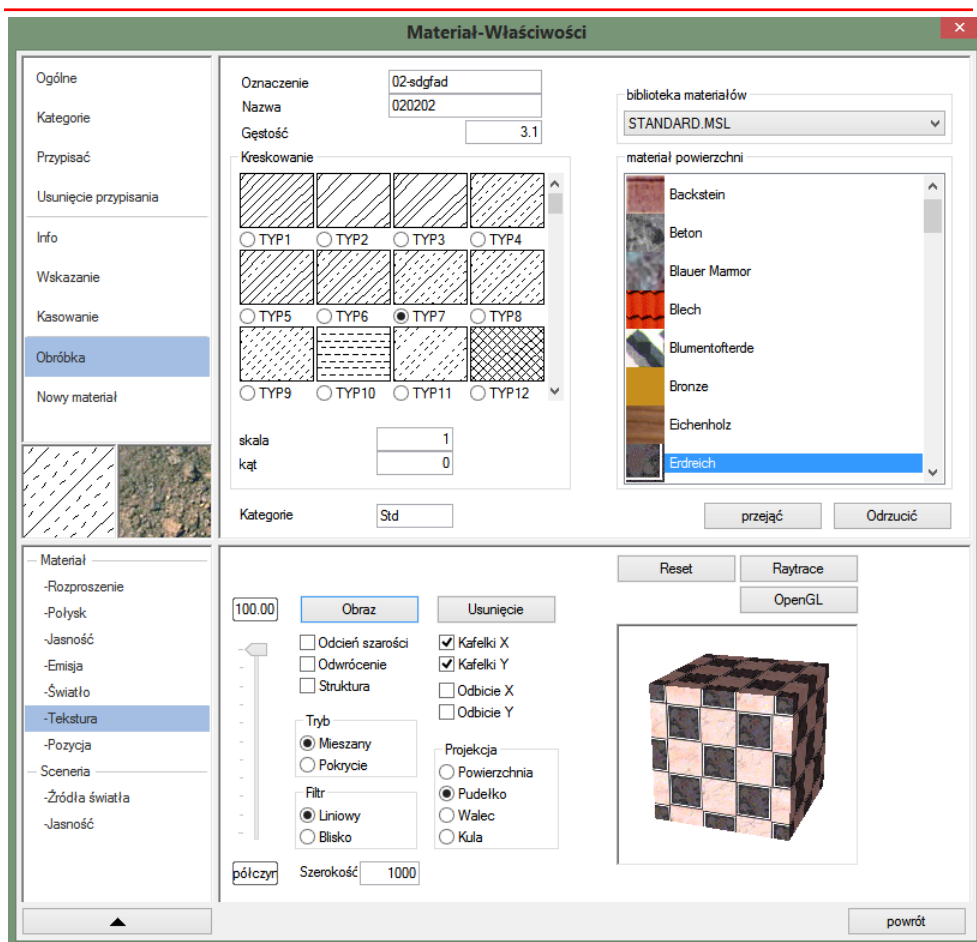 Materiał-Właściwości
Ogólne
Kategorie
Przypisać
Usunięcie przypisania
Info
Wskazanie
Kasowanie
Obróbka
Nowy materiał
Oznaczenie 02-sdgfad
Nazwa 020202
Gęstość 3.1
Kreskowanie
TYP1 TYP2 TYP3 TYP4
TYP5 TYP6 TYP7 TYP8
TYP9 TYP10 TYP11 TYP12
skala 1
kąt 0
Kategorie Std
biblioteka materiałów
STANDARD.MSL
materiał powierzchni
Backstein
Beton
Blauer Marmor
Blech
Blumentofterde
Bronze
Eichenholz
Erdreich
przejąć Odrzucić
Materiał
-Rozproszenie
-Połysk
-Jasność
-Emisja
-Światło
-Tekstura
-Pozycja
Sceneria
-Źródła światła
-Jasność
100.00 Obraz Usunięcie
Odcień szarości Kafelki X
Odwrócenie Kafelki Y
Struktura Odbicie X
Odbicie Y
Tryb
Mieszany
Pokrycie
Filtr
Liniowy
Blisko
Projekcja
Powierzchnia
Pudełko
Walec
Kula
półczyr Szerokość 1000
Reset Raytrace
OpenGL
powrót